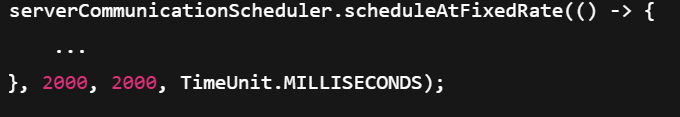 serverCommunicationScheduler.scheduleAtFixedRate(() -> {
    ...
}, 2000, 2000, TimeUnit.MILLISECONDS);